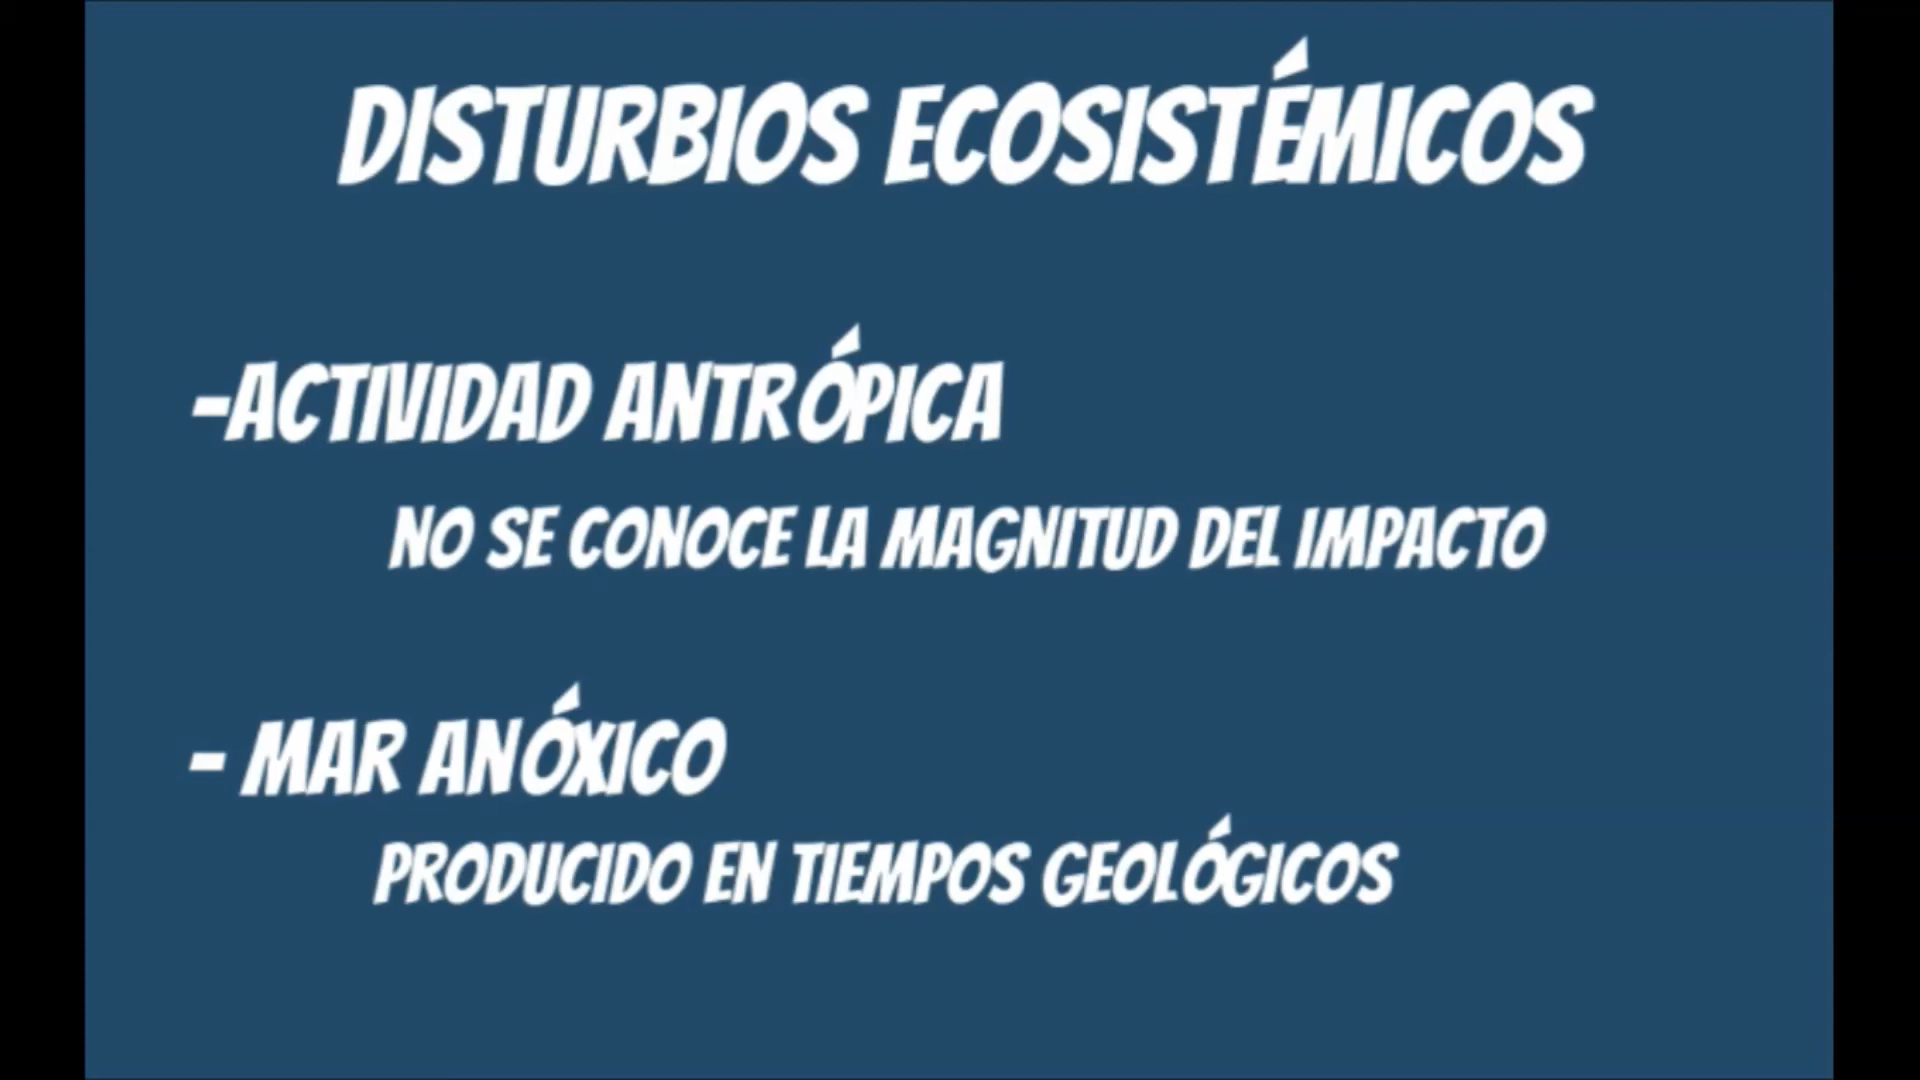 DISTURBIOS ECOSISTÉMICOS
-ACTIVIDAD ANTRÓPICA
NO SE CONOCE LA MAGNITUD DEL IMPACTO
- MAR ANÓXICO
PRODUCIDO EN TIEMPOS GEOLÓGICOS